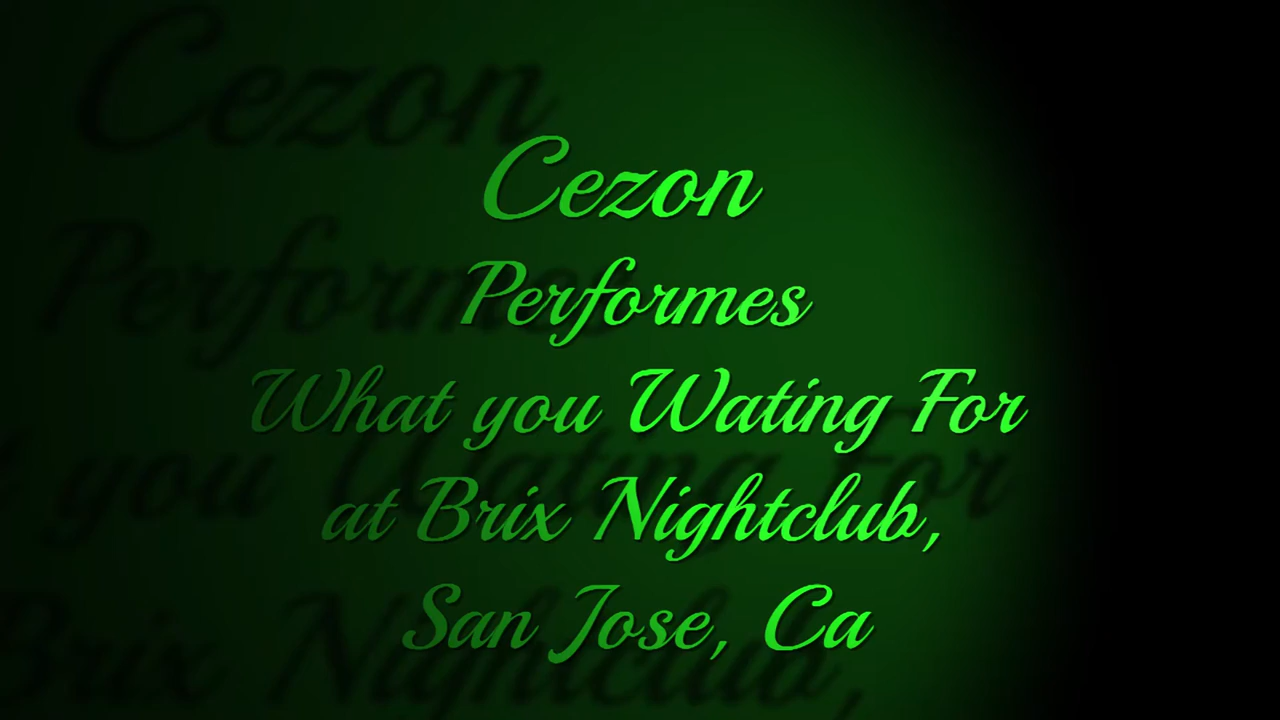 Cezon
Performes
What you Wating For
at Brix Nightclub,
San Jose, Ca